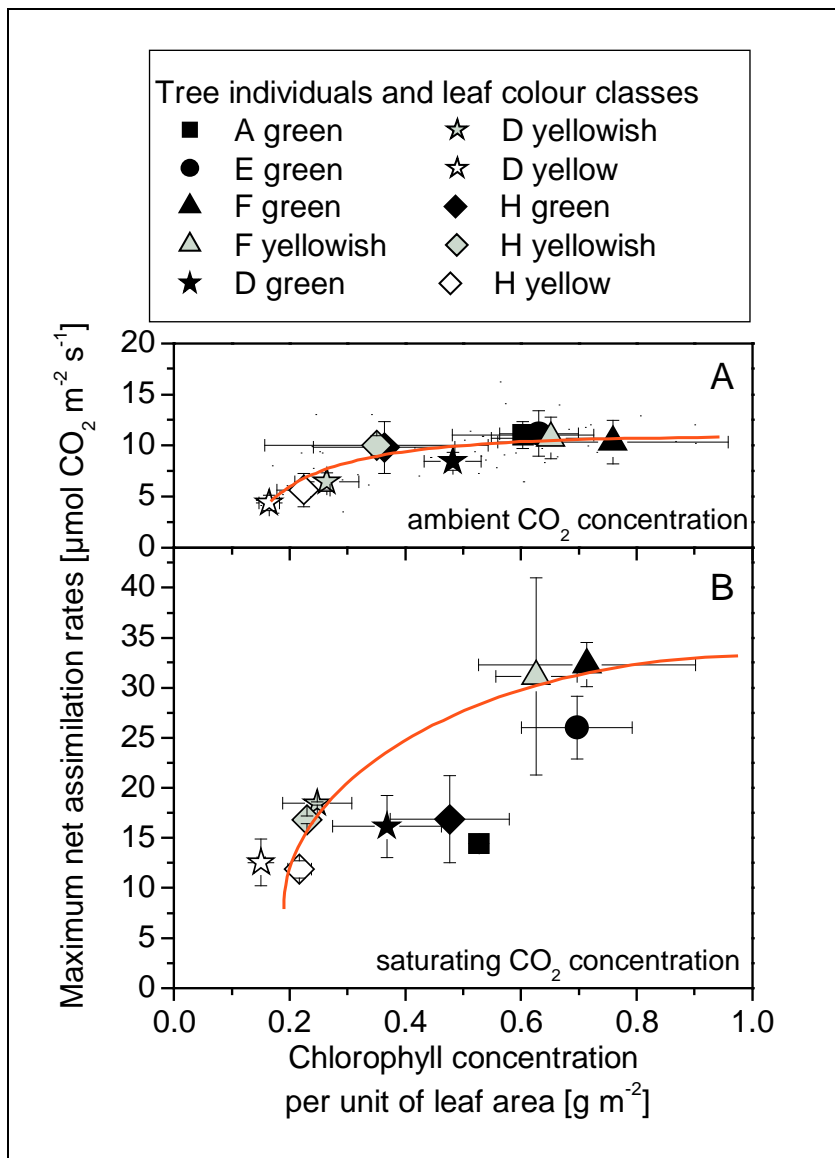 Tree individuals and leaf colour classes
A green
D yellowish
E green
D yellow
F green
H green
F yellowish
H yellowish
D green
H yellow
Maximum net assimilation rates [µmol CO₂ m⁻² s⁻¹]
20
15
10
5
0
A
ambient CO₂ concentration
40
35
30
25
20
15
10
5
0
B
saturating CO₂ concentration
0.0 0.2 0.4 0.6 0.8 1.0
Chlorophyll concentration
per unit of leaf area [g m⁻²]